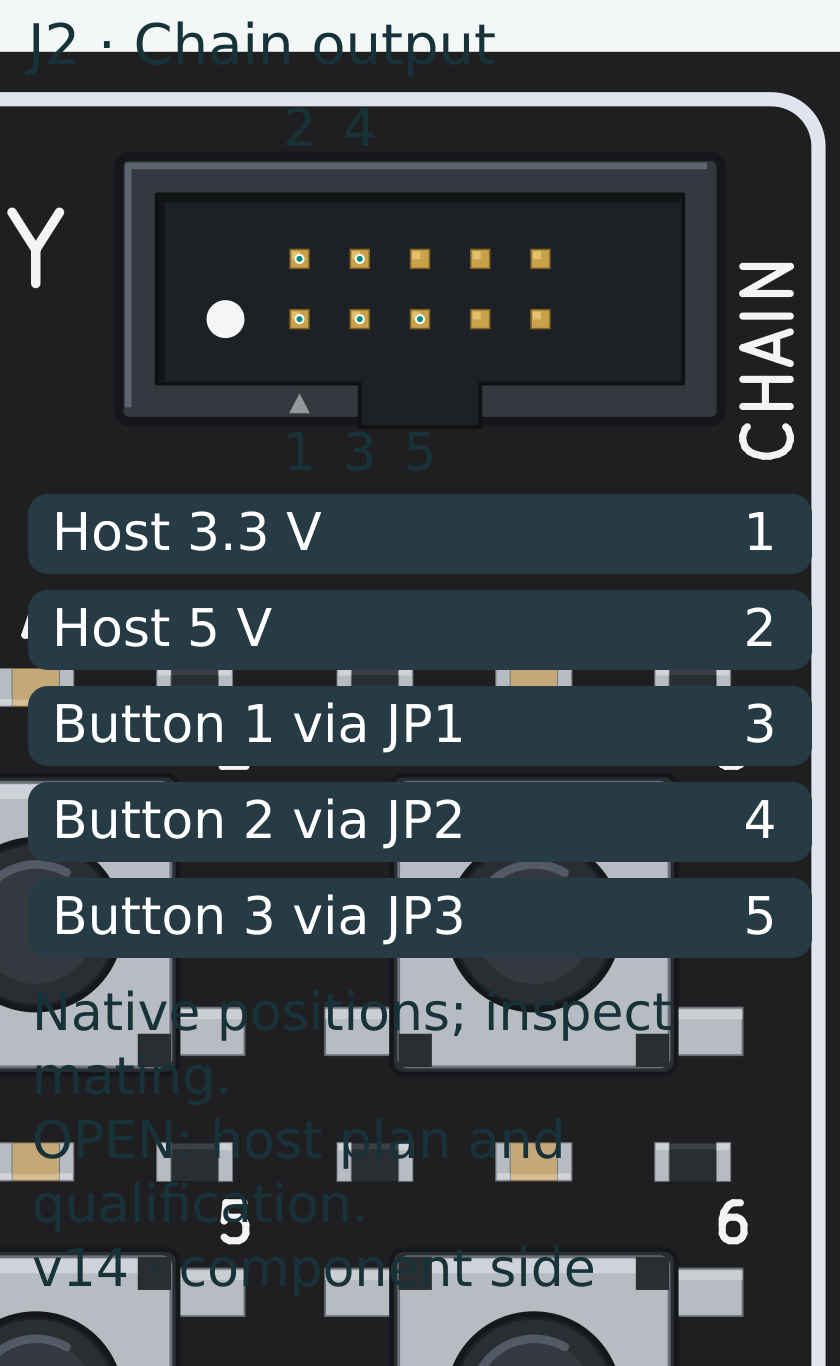 J2 · Chain output
2 4
Y
CHAIN
1 3 5
Host 3.3 V 1
Host 5 V 2
Button 1 via JP1 3
Button 2 via JP2 4
Button 3 via JP3 5
Native positions; inspect
mating.
OPEN: host plan and
qualification.
5 6
v14 · component side